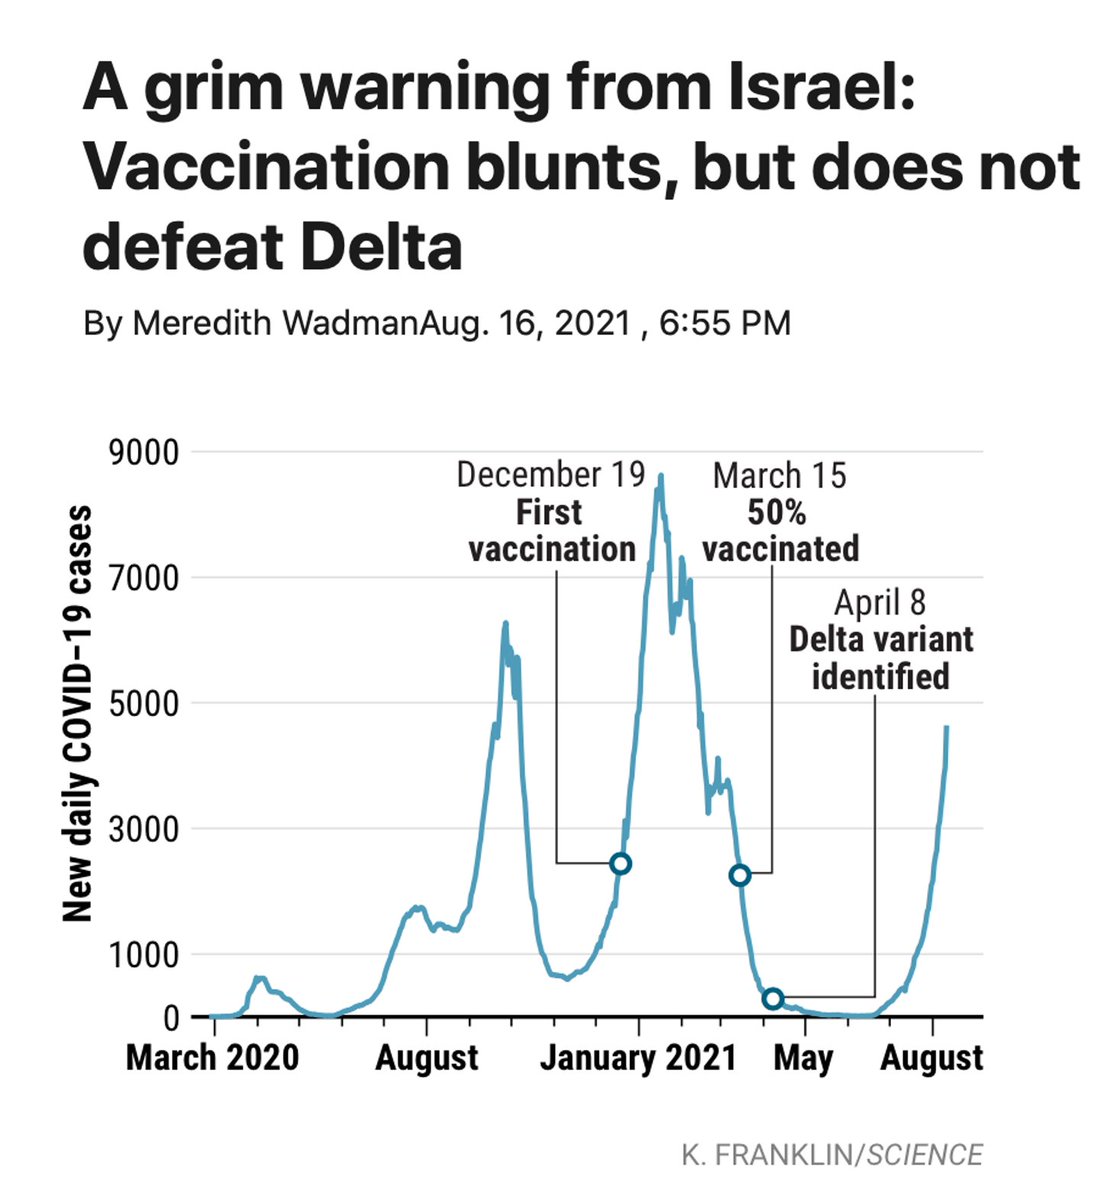 A grim warning from Israel:
Vaccination blunts, but does not
defeat Delta
By Meredith WadmanAug. 16, 2021 , 6:55 PM
New daily COVID-19 cases
9000
7000
5000
3000
1000
0
December 19
First
vaccination
March 15
50%
vaccinated
April 8
Delta variant
identified
March 2020
August
January 2021
May
August
K. FRANKLIN/SCIENCE